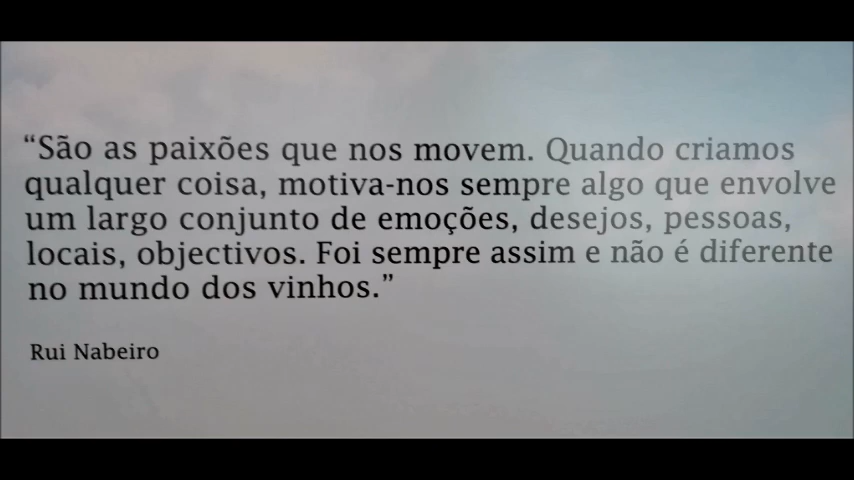 “São as paixões que nos movem. Quando criamos
qualquer coisa, motiva-nos sempre algo que envolve
um largo conjunto de emoções, desejos, pessoas,
locais, objectivos. Foi sempre assim e não é diferente
no mundo dos vinhos.”
Rui Nabeiro